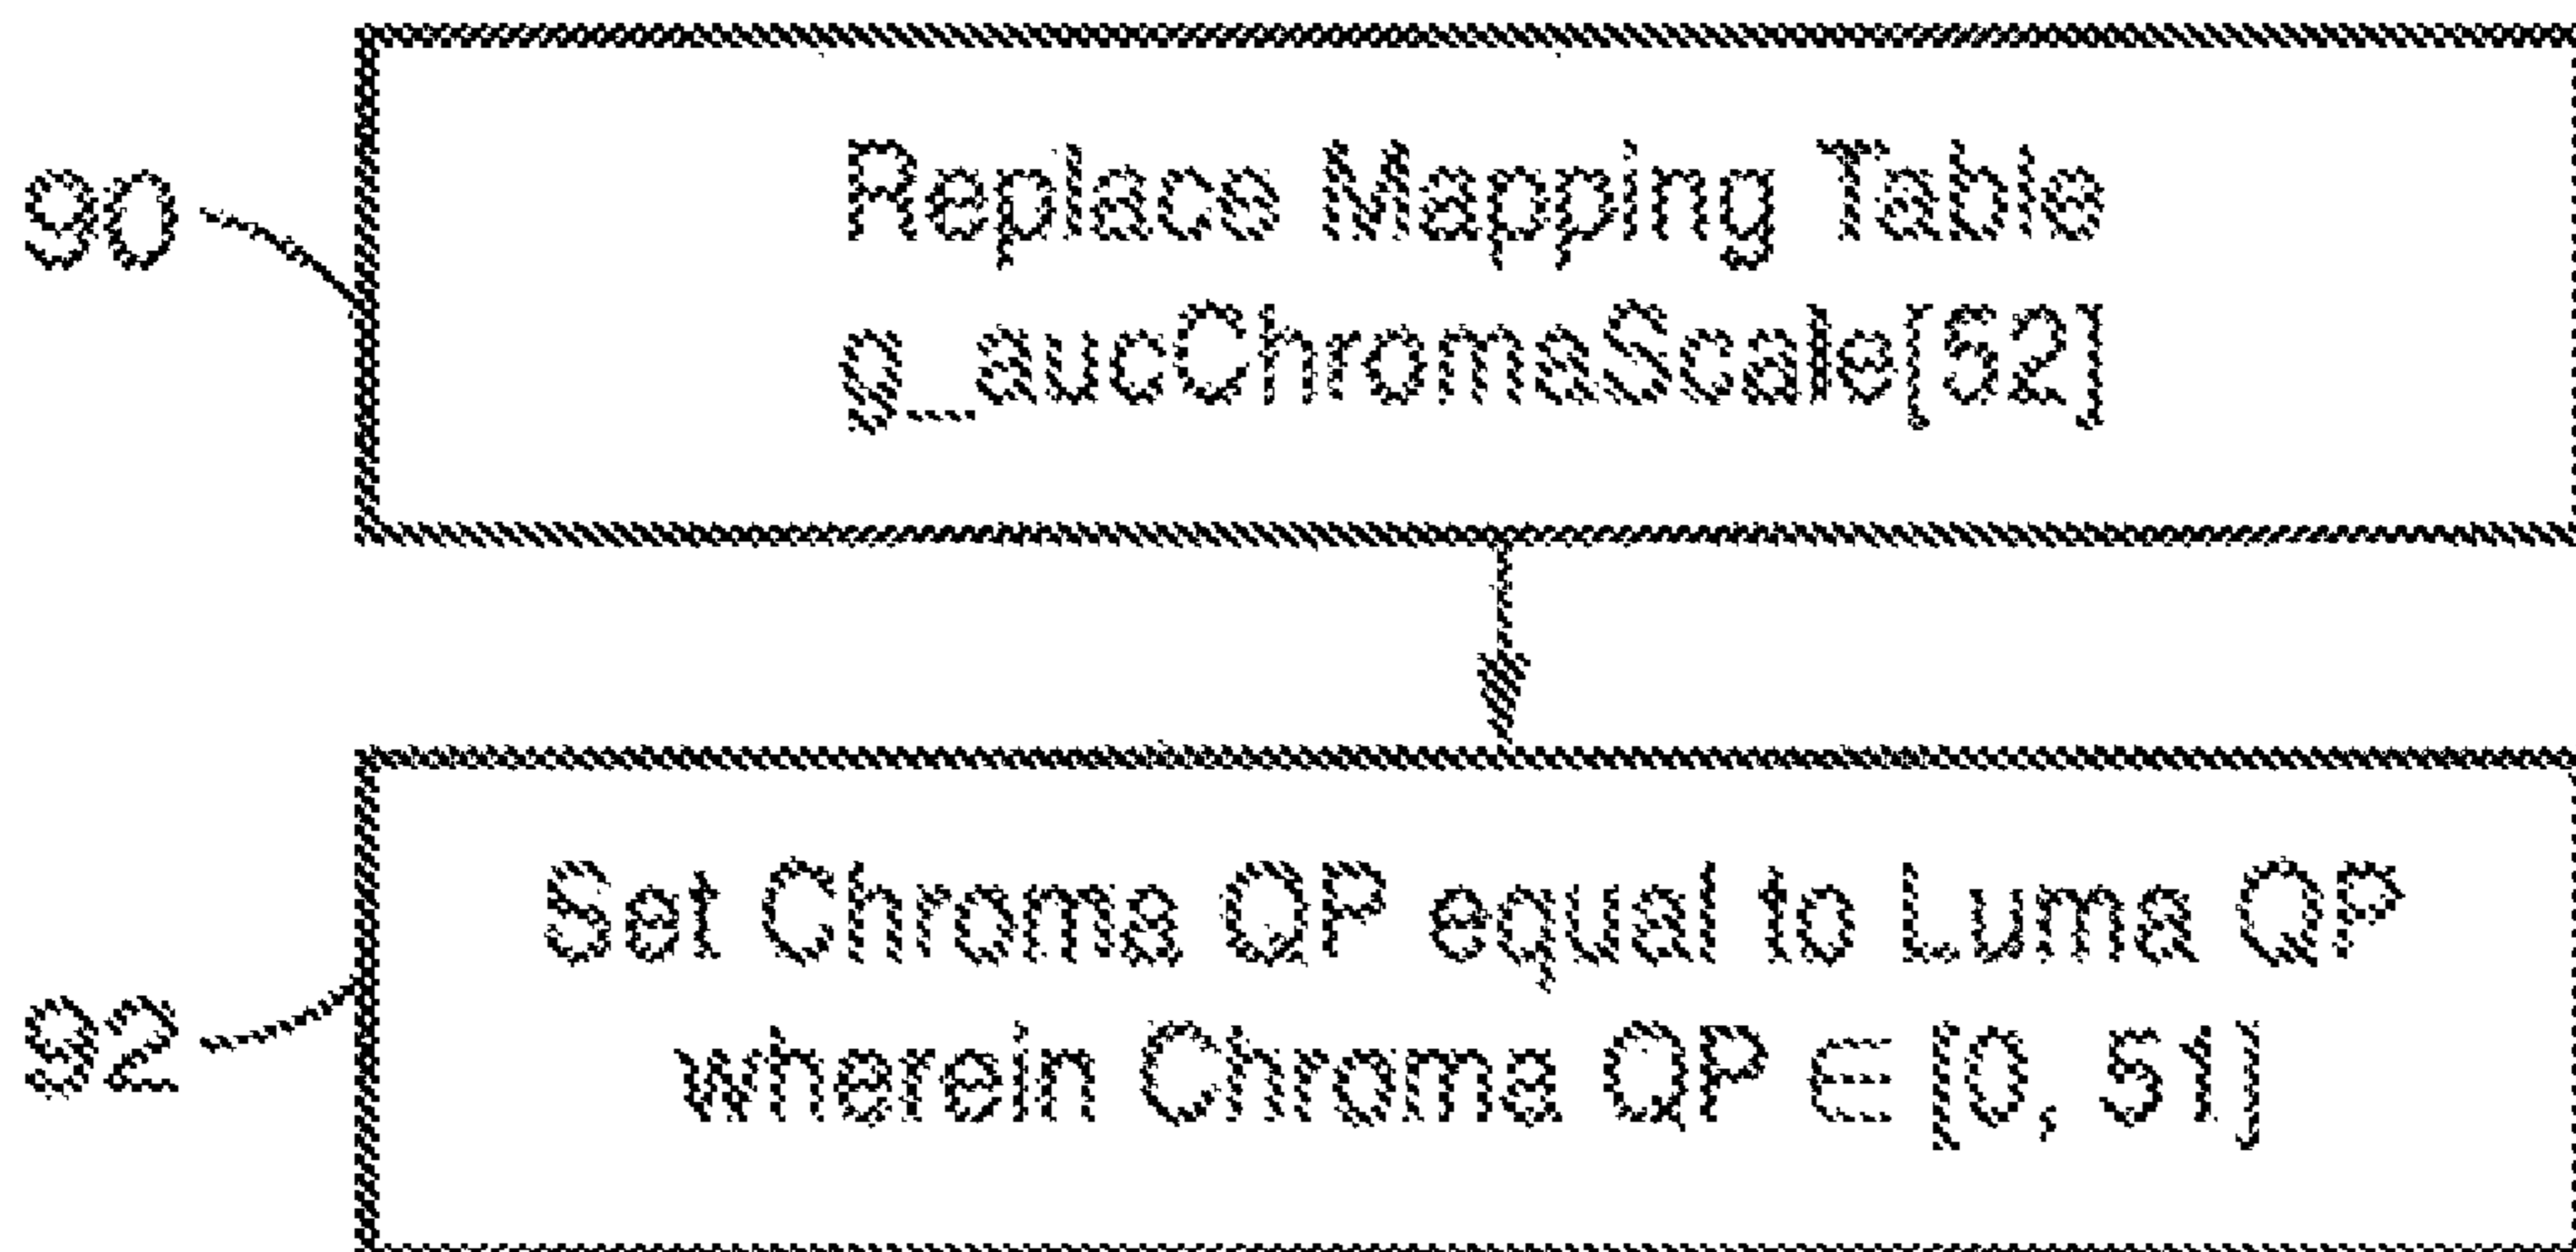 90
Replace Mapping Table
g_aucChromaScale[52]
92
Set Chroma QP equal to Luma QP
wherein Chroma QP ∈ [0, 51]